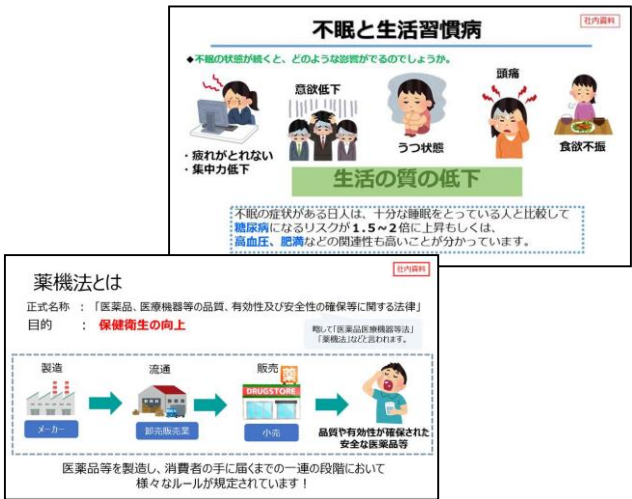 不眠と生活習慣病
社内資料
◆不眠の状態が続くと、どのような影響がでるのでしょうか。
意欲低下
頭痛
・疲れがとれない
・集中力低下
うつ状態
食欲不振
生活の質の低下
不眠の症状がある日人は、十分な睡眠をとっている人と比較して
糖尿病になるリスクが1.5~2倍に上昇もしくは、
高血圧、肥満などの関連性も高いことが分かっています。
薬機法とは
社内資料
正式名称 : 「医薬品、医療機器等の品質、有効性及び安全性の確保等に関する法律」
目的 : 保健衛生の向上
略して「医薬品医療機器等法」
「薬機法」などと言われます。
製造
流通
販売
薬
DRUGSTORE
メーカー
卸売販売業
小売
品質や有効性が確保された
安全な医薬品等
医薬品等を製造し、消費者の手に届くまでの一連の段階において
様々なルールが規定されています！